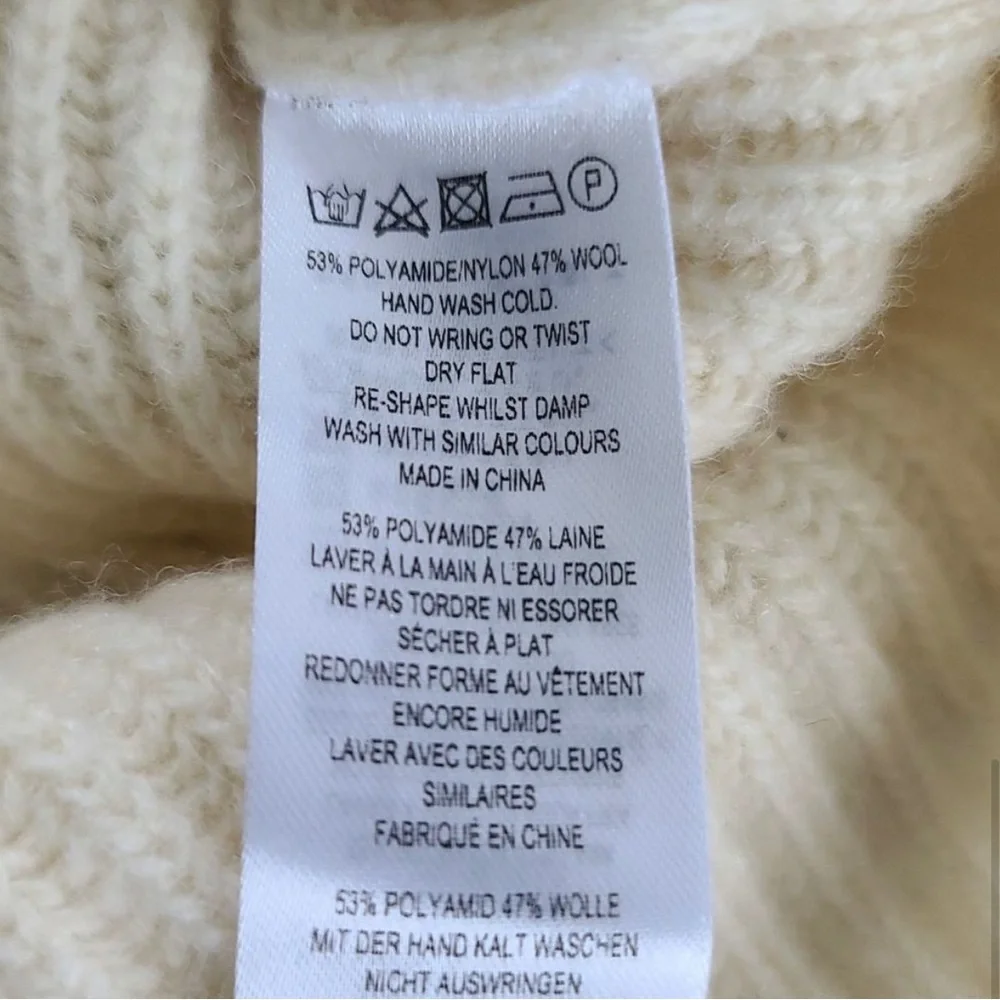 P
53% POLYAMIDE/NYLON 47% WOOL
HAND WASH COLD.
DO NOT WRING OR TWIST
DRY FLAT
RE-SHAPE WHILST DAMP
WASH WITH SIMILAR COLOURS
MADE IN CHINA
53% POLYAMIDE 47% LAINE
LAVER À LA MAIN À L'EAU FROIDE
NE PAS TORDRE NI ESSORER
SÉCHER À PLAT
REDONNER FORME AU VÊTEMENT
ENCORE HUMIDE
LAVER AVEC DES COULEURS
SIMILAIRES
FABRIQUÉ EN CHINE
53% POLYAMID 47% WOLLE
MIT DER HAND KALT WASCHEN
NICHT AUSWRINGEN